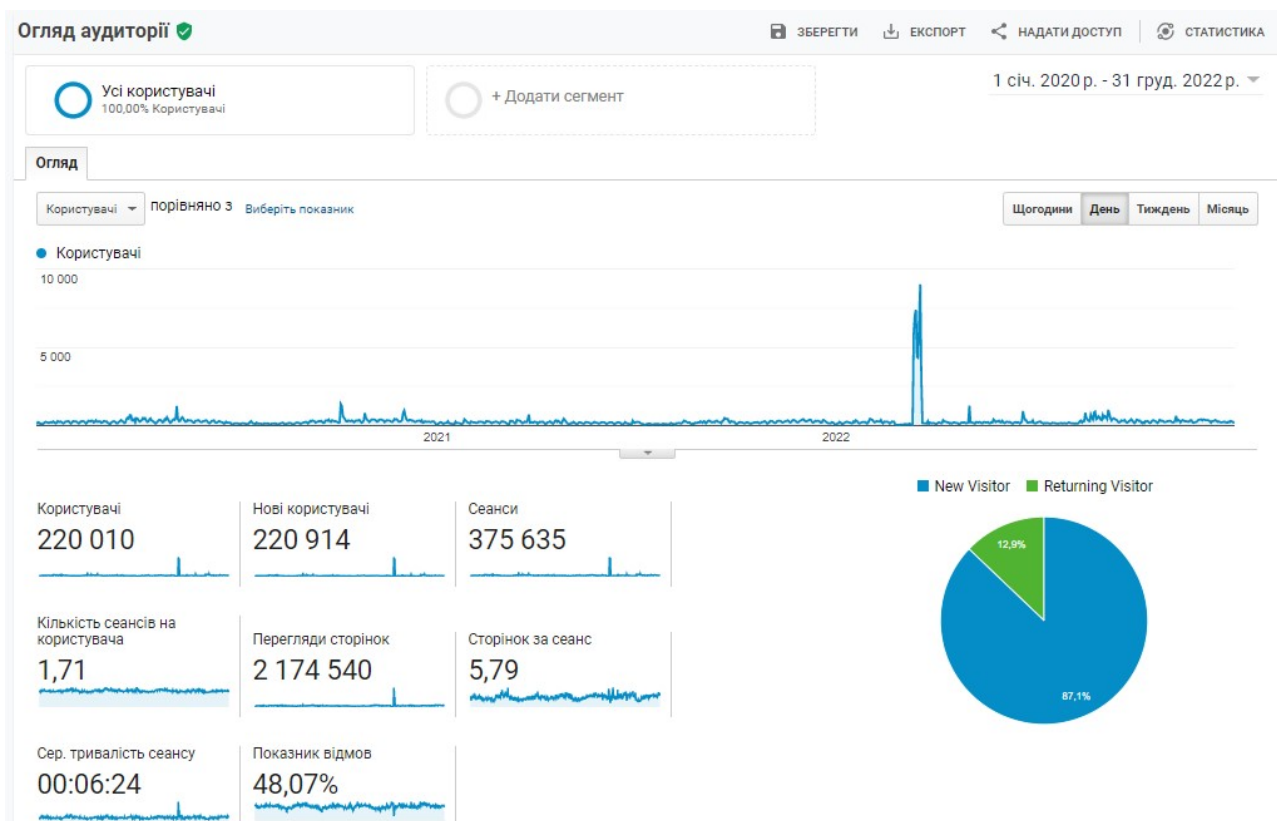 Огляд аудиторії
ЗБЕРЕГТИ
ЕКСПОРТ
НАДАТИ ДОСТУП
СТАТИСТИКА
Усі користувачі
100,00% Користувачі
+ Додати сегмент
1 січ. 2020 р. - 31 груд. 2022 р.
Огляд
Користувачі
порівняно з
Виберіть показник
Щогодини
День
Тиждень
Місяць
Користувачі
10 000
5 000
2021
2022
New Visitor
Returning Visitor
Користувачі
220 010
Нові користувачі
220 914
Сеанси
375 635
12,9%
87,1%
Кількість сеансів на
користувача
1,71
Перегляди сторінок
2 174 540
Сторінок за сеанс
5,79
Сер. тривалість сеансу
00:06:24
Показник відмов
48,07%